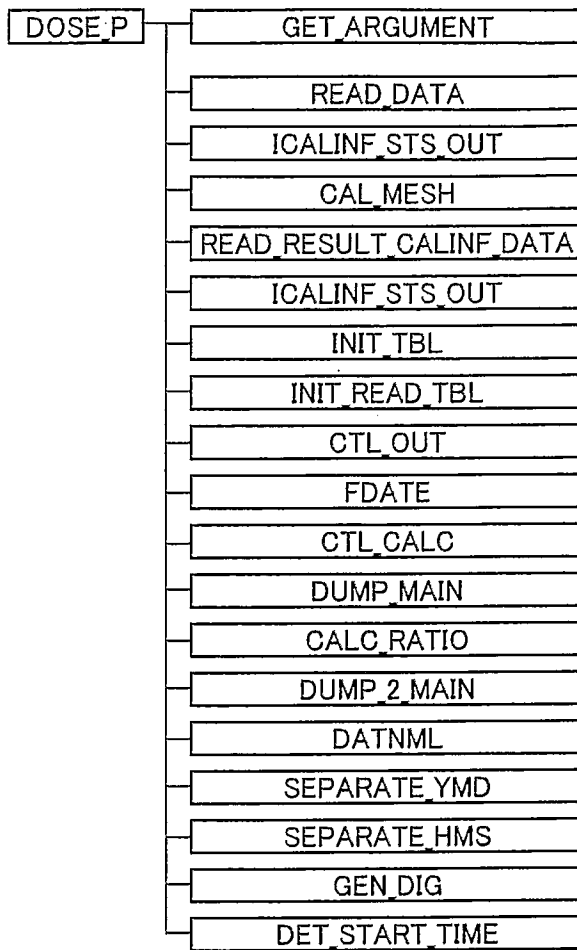 DOSE_P
GET_ARGUMENT
READ_DATA
ICALINF_STS_OUT
CAL_MESH
READ_RESULT_CALINF_DATA
ICALINF_STS_OUT
INIT_TBL
INIT_READ_TBL
CTL_OUT
FDATE
CTL_CALC
DUMP_MAIN
CALC_RATIO
DUMP_2_MAIN
DATNML
SEPARATE_YMD
SEPARATE_HMS
GEN_DIG
DET_START_TIME